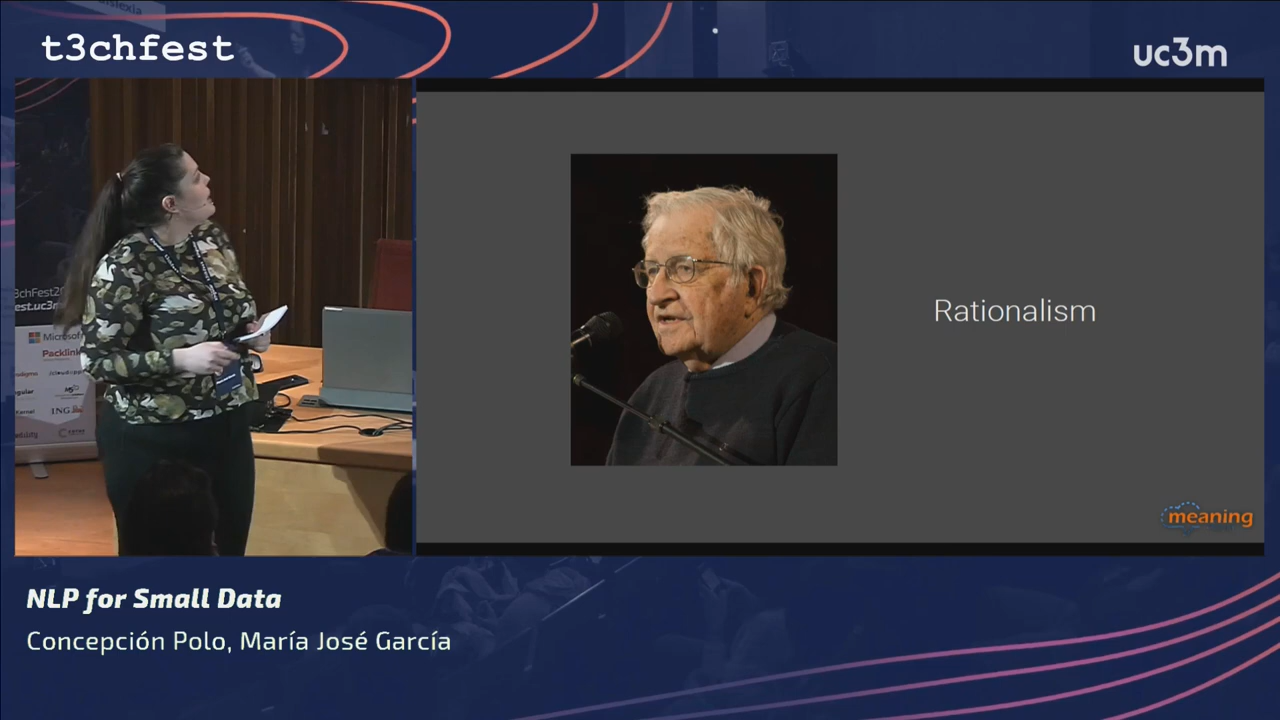 t3chfest
uc3m
Rationalism
meaning
Microsoft
Packlink
ING
NLP for Small Data
Concepción Polo, María José García